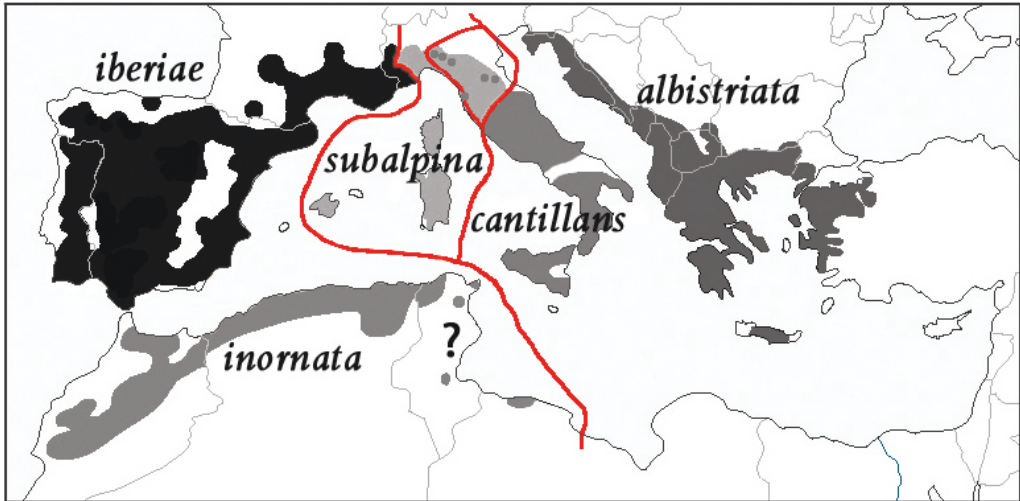 iberiae
albistriata
subalpina
cantillans
?
inornata